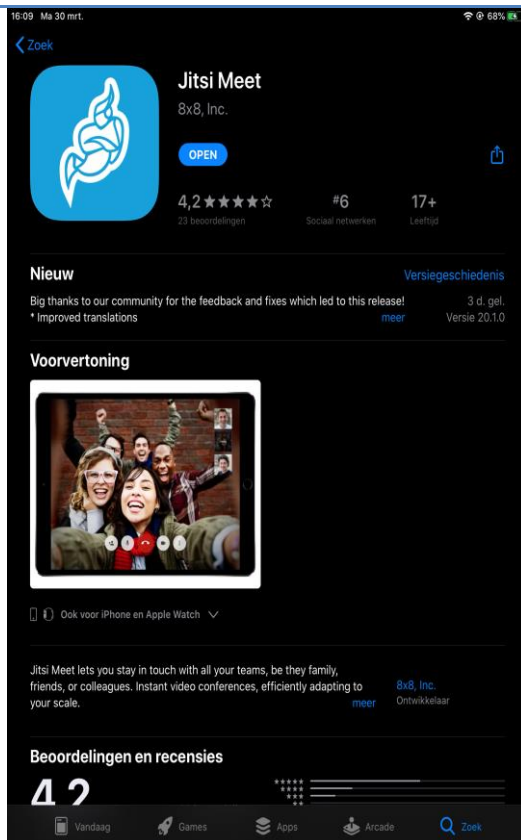 16:09 Ma 30 mrt. 68%
Zoek
Jitsi Meet
8x8, Inc.
OPEN
4,2 #6 17+
23 beoordelingen Sociaal netwerken Leeftijd
Nieuw Versiegeschiedenis
Big thanks to our community for the feedback and fixes which led to this release! 3 d. gel.
* Improved translations meer Versie 20.1.0
Voorvertoning
Ook voor iPhone en Apple Watch
Jitsi Meet lets you stay in touch with all your teams, be they family,
friends, or colleagues. Instant video conferences, efficiently adapting to 8x8, Inc.
your scale. meer Ontwikkelaar
Beoordelingen en recensies
4,2
Vandaag Games Apps Arcade Zoek